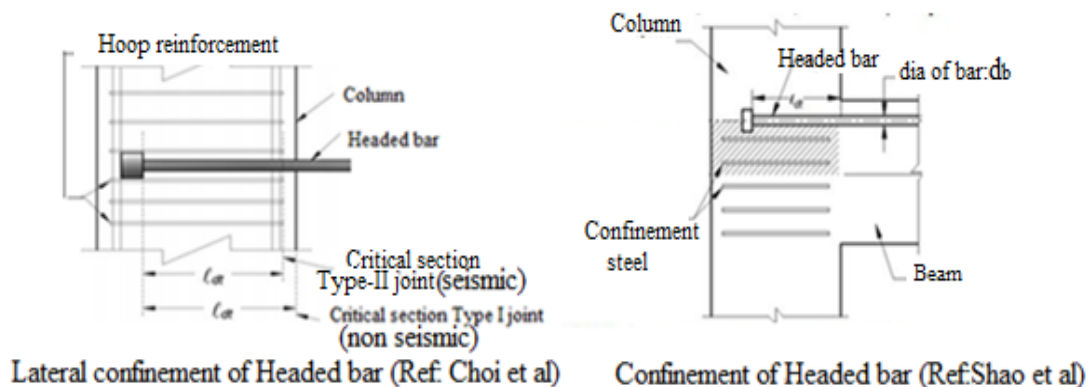 Hoop reinforcement
Column
Headed bar
Critical section
Type-II joint(seismic)
ℓdt
ℓdt
Critical section Type I joint
(non seismic)
Lateral confinement of Headed bar (Ref: Choi et al)
Column
Headed bar
dia of bar:db
ℓdt
Confinement
steel
Beam
Confinement of Headed bar (Ref:Shao et al)